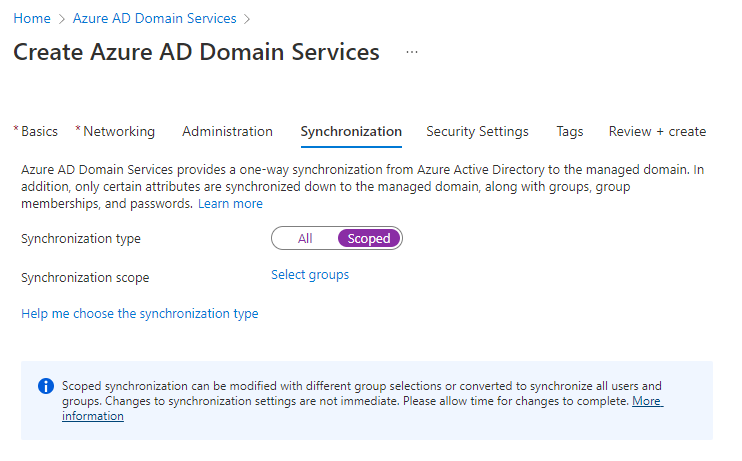 Home > Azure AD Domain Services >
Create Azure AD Domain Services ...
* Basics * Networking Administration Synchronization Security Settings Tags Review + create
Azure AD Domain Services provides a one-way synchronization from Azure Active Directory to the managed domain. In
addition, only certain attributes are synchronized down to the managed domain, along with groups, group
memberships, and passwords. Learn more
Synchronization type All Scoped
Synchronization scope Select groups
Help me choose the synchronization type
Scoped synchronization can be modified with different group selections or converted to synchronize all users and
groups. Changes to synchronization settings are not immediate. Please allow time for changes to complete. More
information